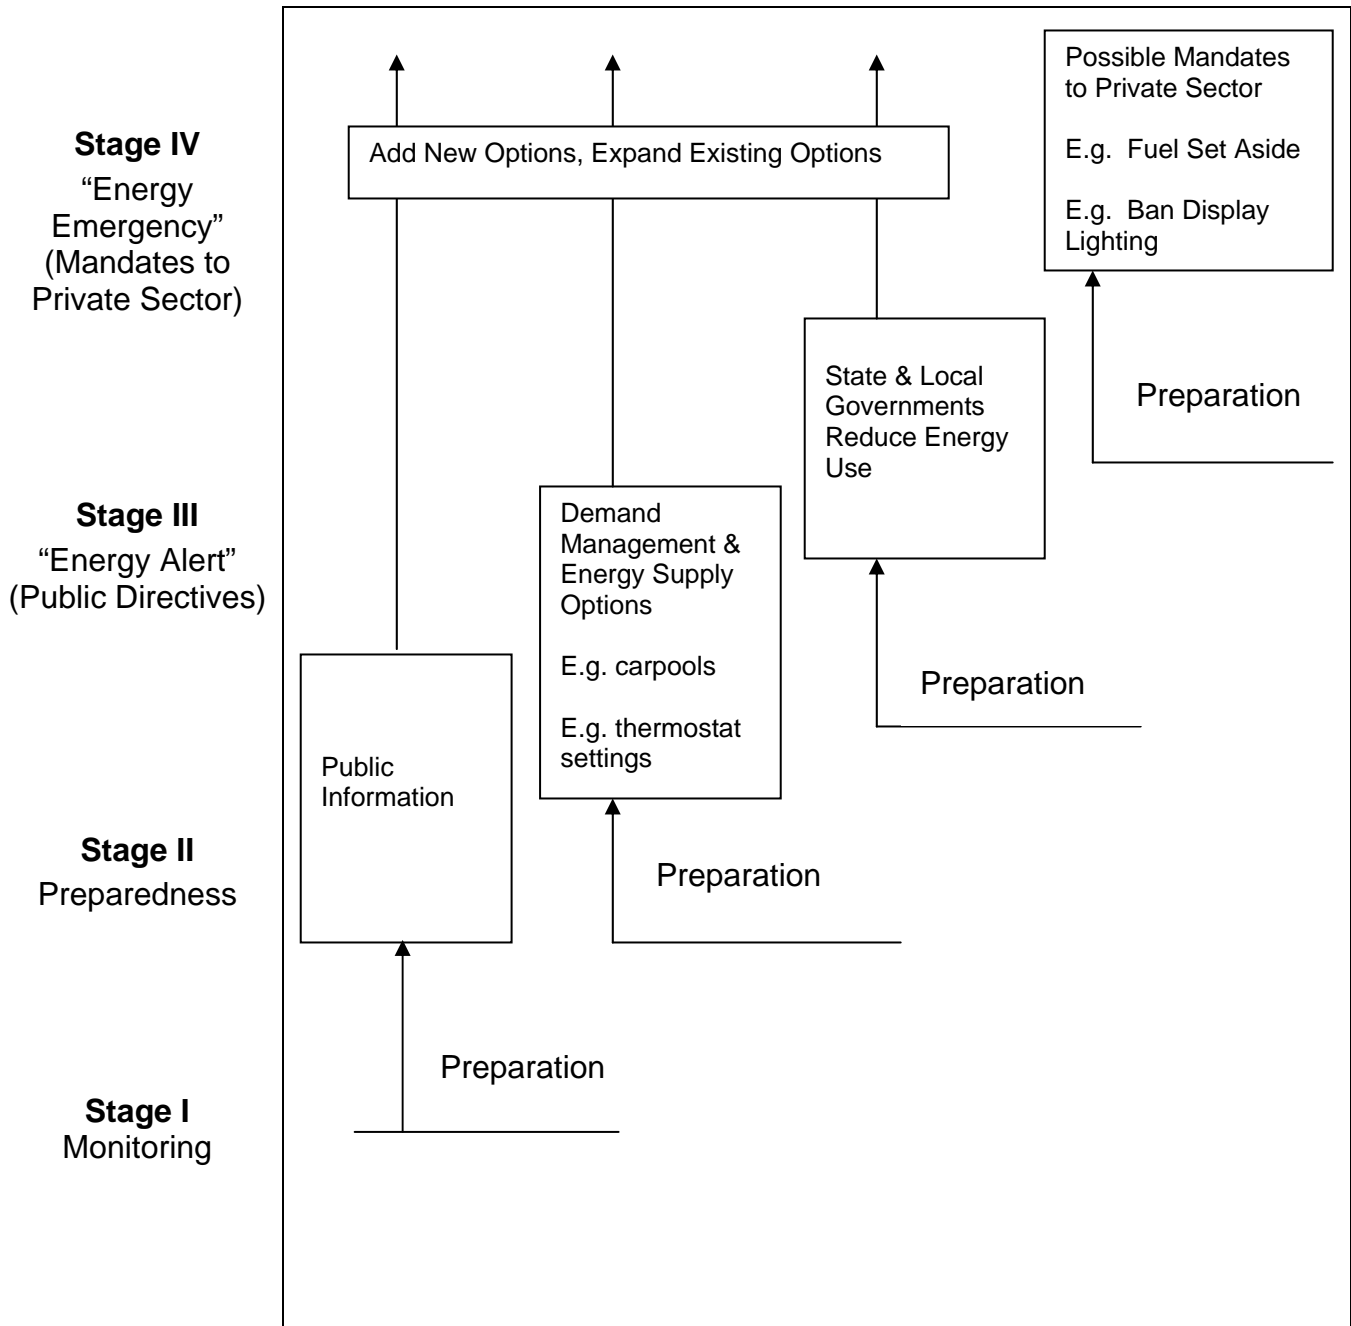 Stage IV
“Energy
Emergency”
(Mandates to
Private Sector)
Stage III
“Energy Alert”
(Public Directives)
Stage II
Preparedness
Stage I
Monitoring
Add New Options, Expand Existing Options
Public
Information
Preparation
Demand
Management &
Energy Supply
Options
E.g. carpools
E.g. thermostat
settings
Preparation
State & Local
Governments
Reduce Energy
Use
Preparation
Possible Mandates
to Private Sector
E.g.  Fuel Set Aside
E.g.  Ban Display
Lighting
Preparation